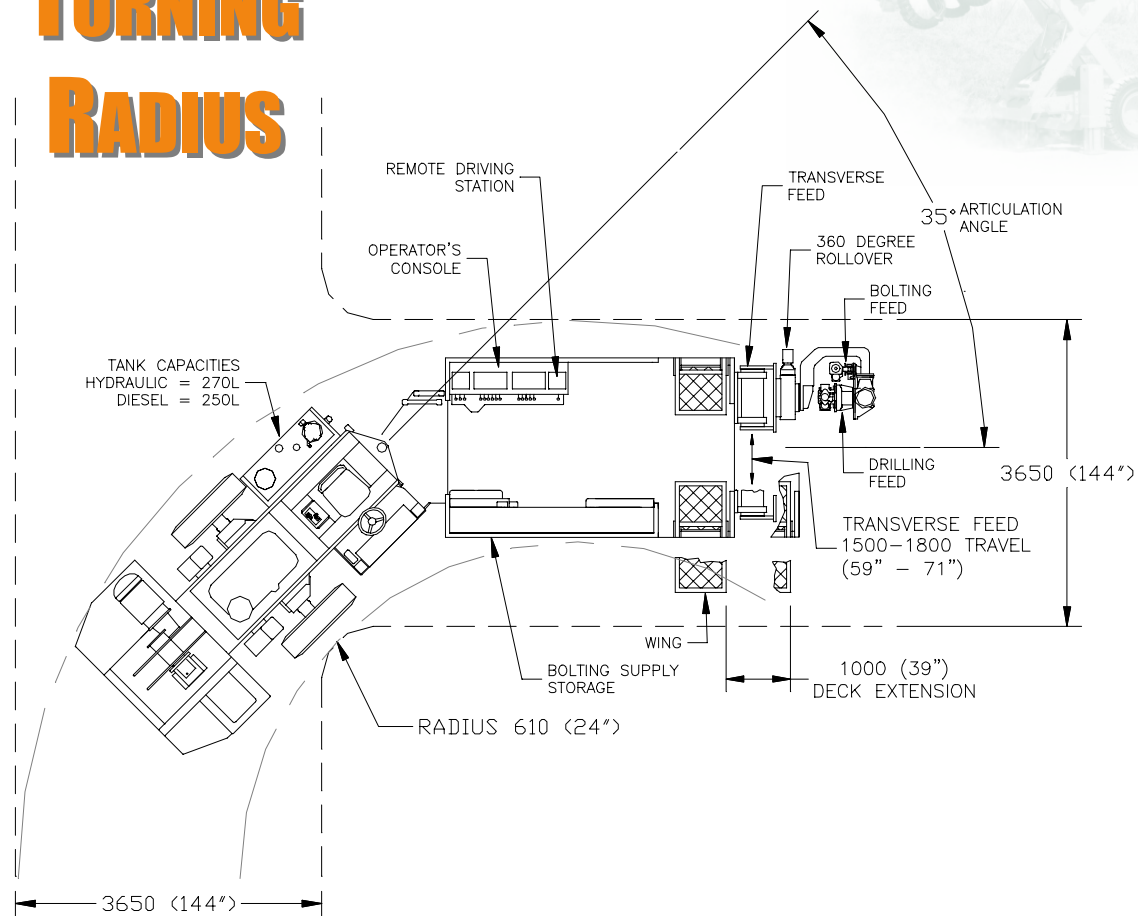 TURNING
RADIUS
REMOTE DRIVING
STATION
TRANSVERSE
FEED
35° ARTICULATION
ANGLE
OPERATOR'S
CONSOLE
360 DEGREE
ROLLOVER
BOLTING
FEED
TANK CAPACITIES
HYDRAULIC = 270L
DIESEL = 250L
DRILLING
FEED
3650 (144")
TRANSVERSE FEED
1500-1800 TRAVEL
(59" - 71")
WING
BOLTING SUPPLY
STORAGE
1000 (39")
DECK EXTENSION
RADIUS 610 (24")
3650 (144")